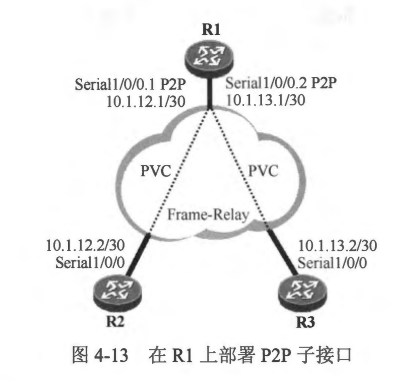 R1
Serial1/0/0.1 P2P
10.1.12.1/30
Serial1/0/0.2 P2P
10.1.13.1/30
PVC
PVC
Frame-Relay
10.1.12.2/30
Serial1/0/0
10.1.13.2/30
Serial1/0/0
R2
R3
图 4-13 在 R1 上部署 P2P 子接口